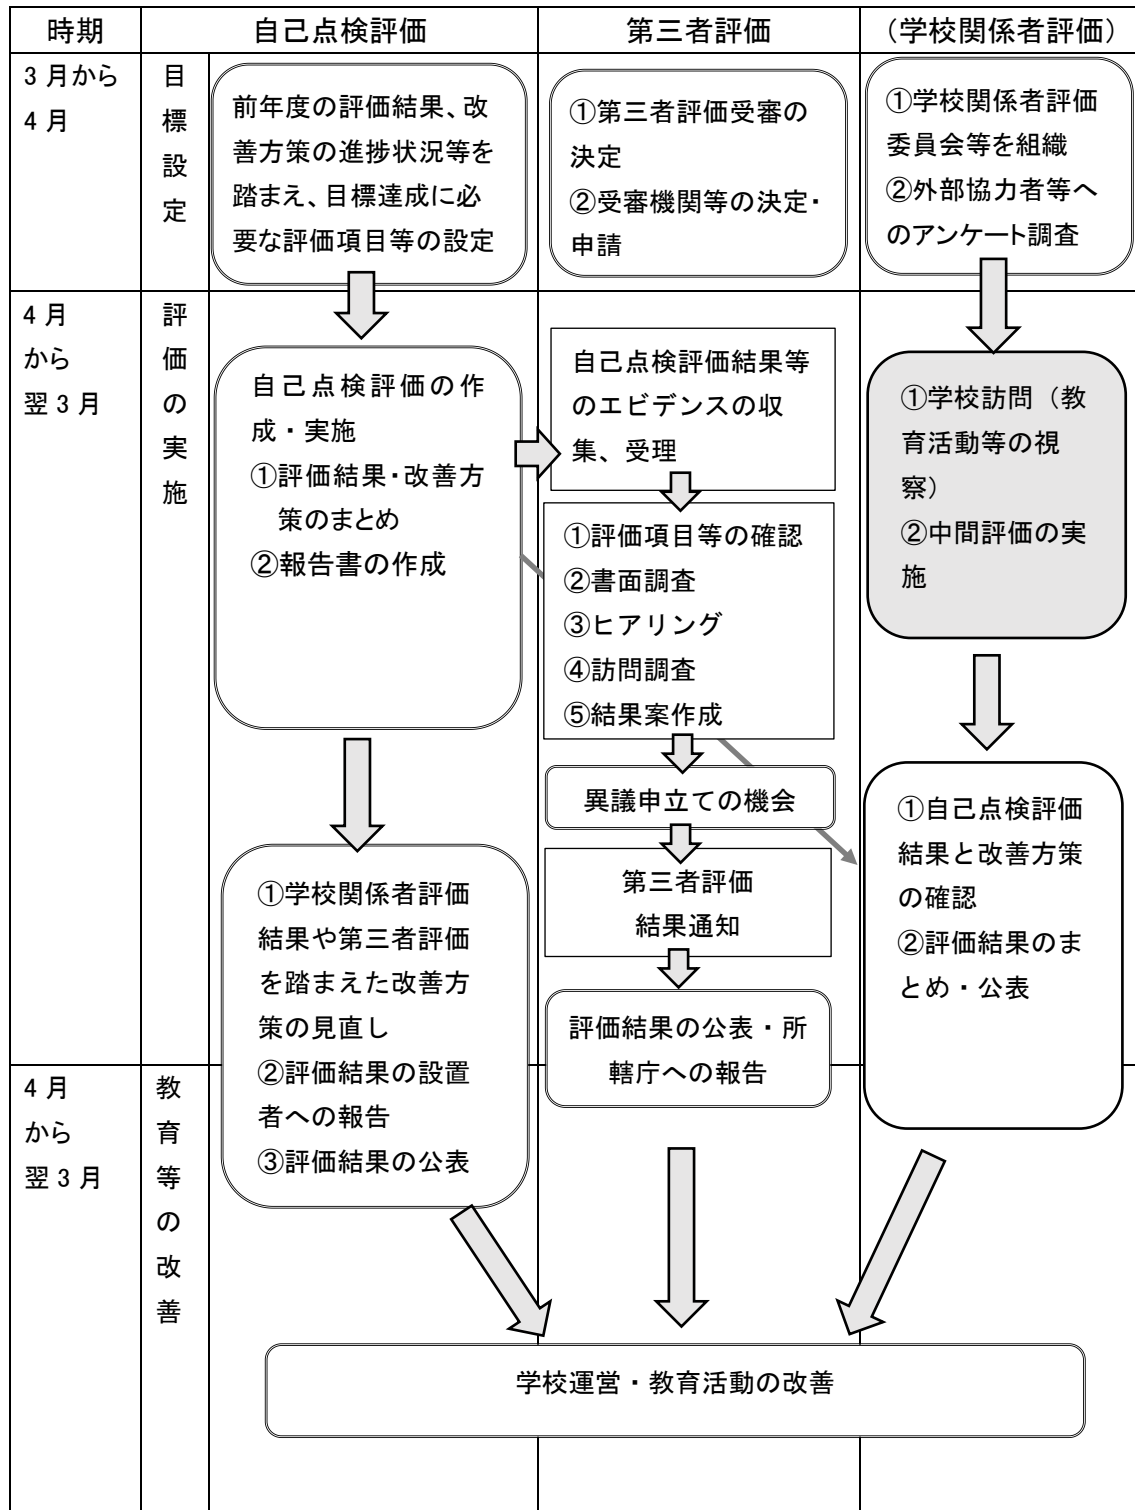 時期
自己点検評価
第三者評価
(学校関係者評価)
3月から
4月
目
標
設
定
前年度の評価結果、改
善方策の進捗状況等を
踏まえ、目標達成に必
要な評価項目等の設定
①第三者評価受審の
決定
②受審機関等の決定・
申請
①学校関係者評価
委員会等を組織
②外部協力者等へ
のアンケート調査
4月
から
翌3月
評
価
の
実
施
自己点検評価の作
成・実施
①評価結果・改善方
策のまとめ
②報告書の作成
自己点検評価結果等
のエビデンスの収
集、受理
①評価項目等の確認
②書面調査
③ヒアリング
④訪問調査
⑤結果案作成
異議申立ての機会
第三者評価
結果通知
評価結果の公表・所
轄庁への報告
①学校訪問（教
育活動等の視
察）
②中間評価の実
施
①自己点検評価
結果と改善方策
の確認
②評価結果のま
とめ・公表
①学校関係者評価
結果や第三者評価
を踏まえた改善方
策の見直し
②評価結果の設置
者への報告
③評価結果の公表
4月
から
翌3月
教
育
等
の
改
善
学校運営・教育活動の改善